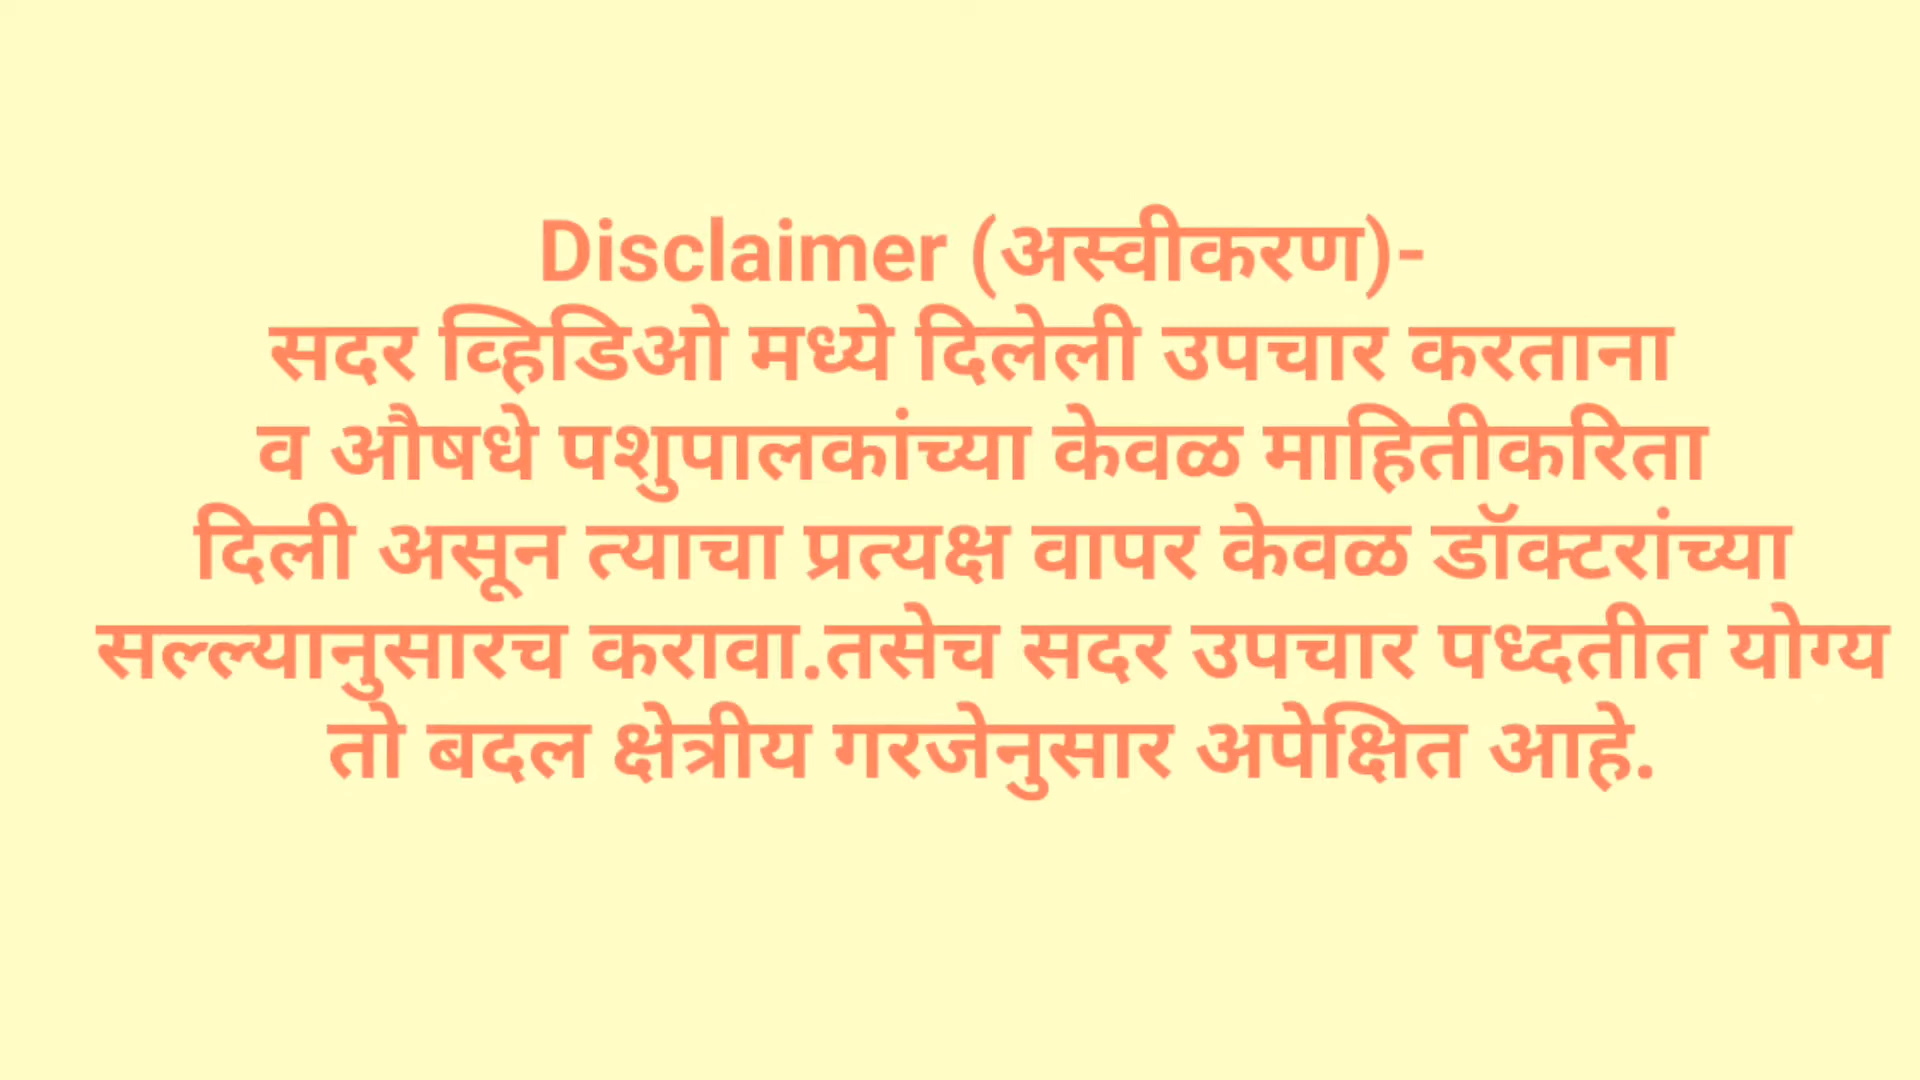 Disclaimer (अस्वीकरण)-
सदर व्हिडिओ मध्ये दिलेली उपचार करताना
व औषधे पशुपालकांच्या केवळ माहितीकरिता
दिली असून त्याचा प्रत्यक्ष वापर केवळ डॉक्टरांच्या
सल्ल्यानुसारच करावा.तसेच सदर उपचार पध्दतीत योग्य
तो बदल क्षेत्रीय गरजेनुसार अपेक्षित आहे.